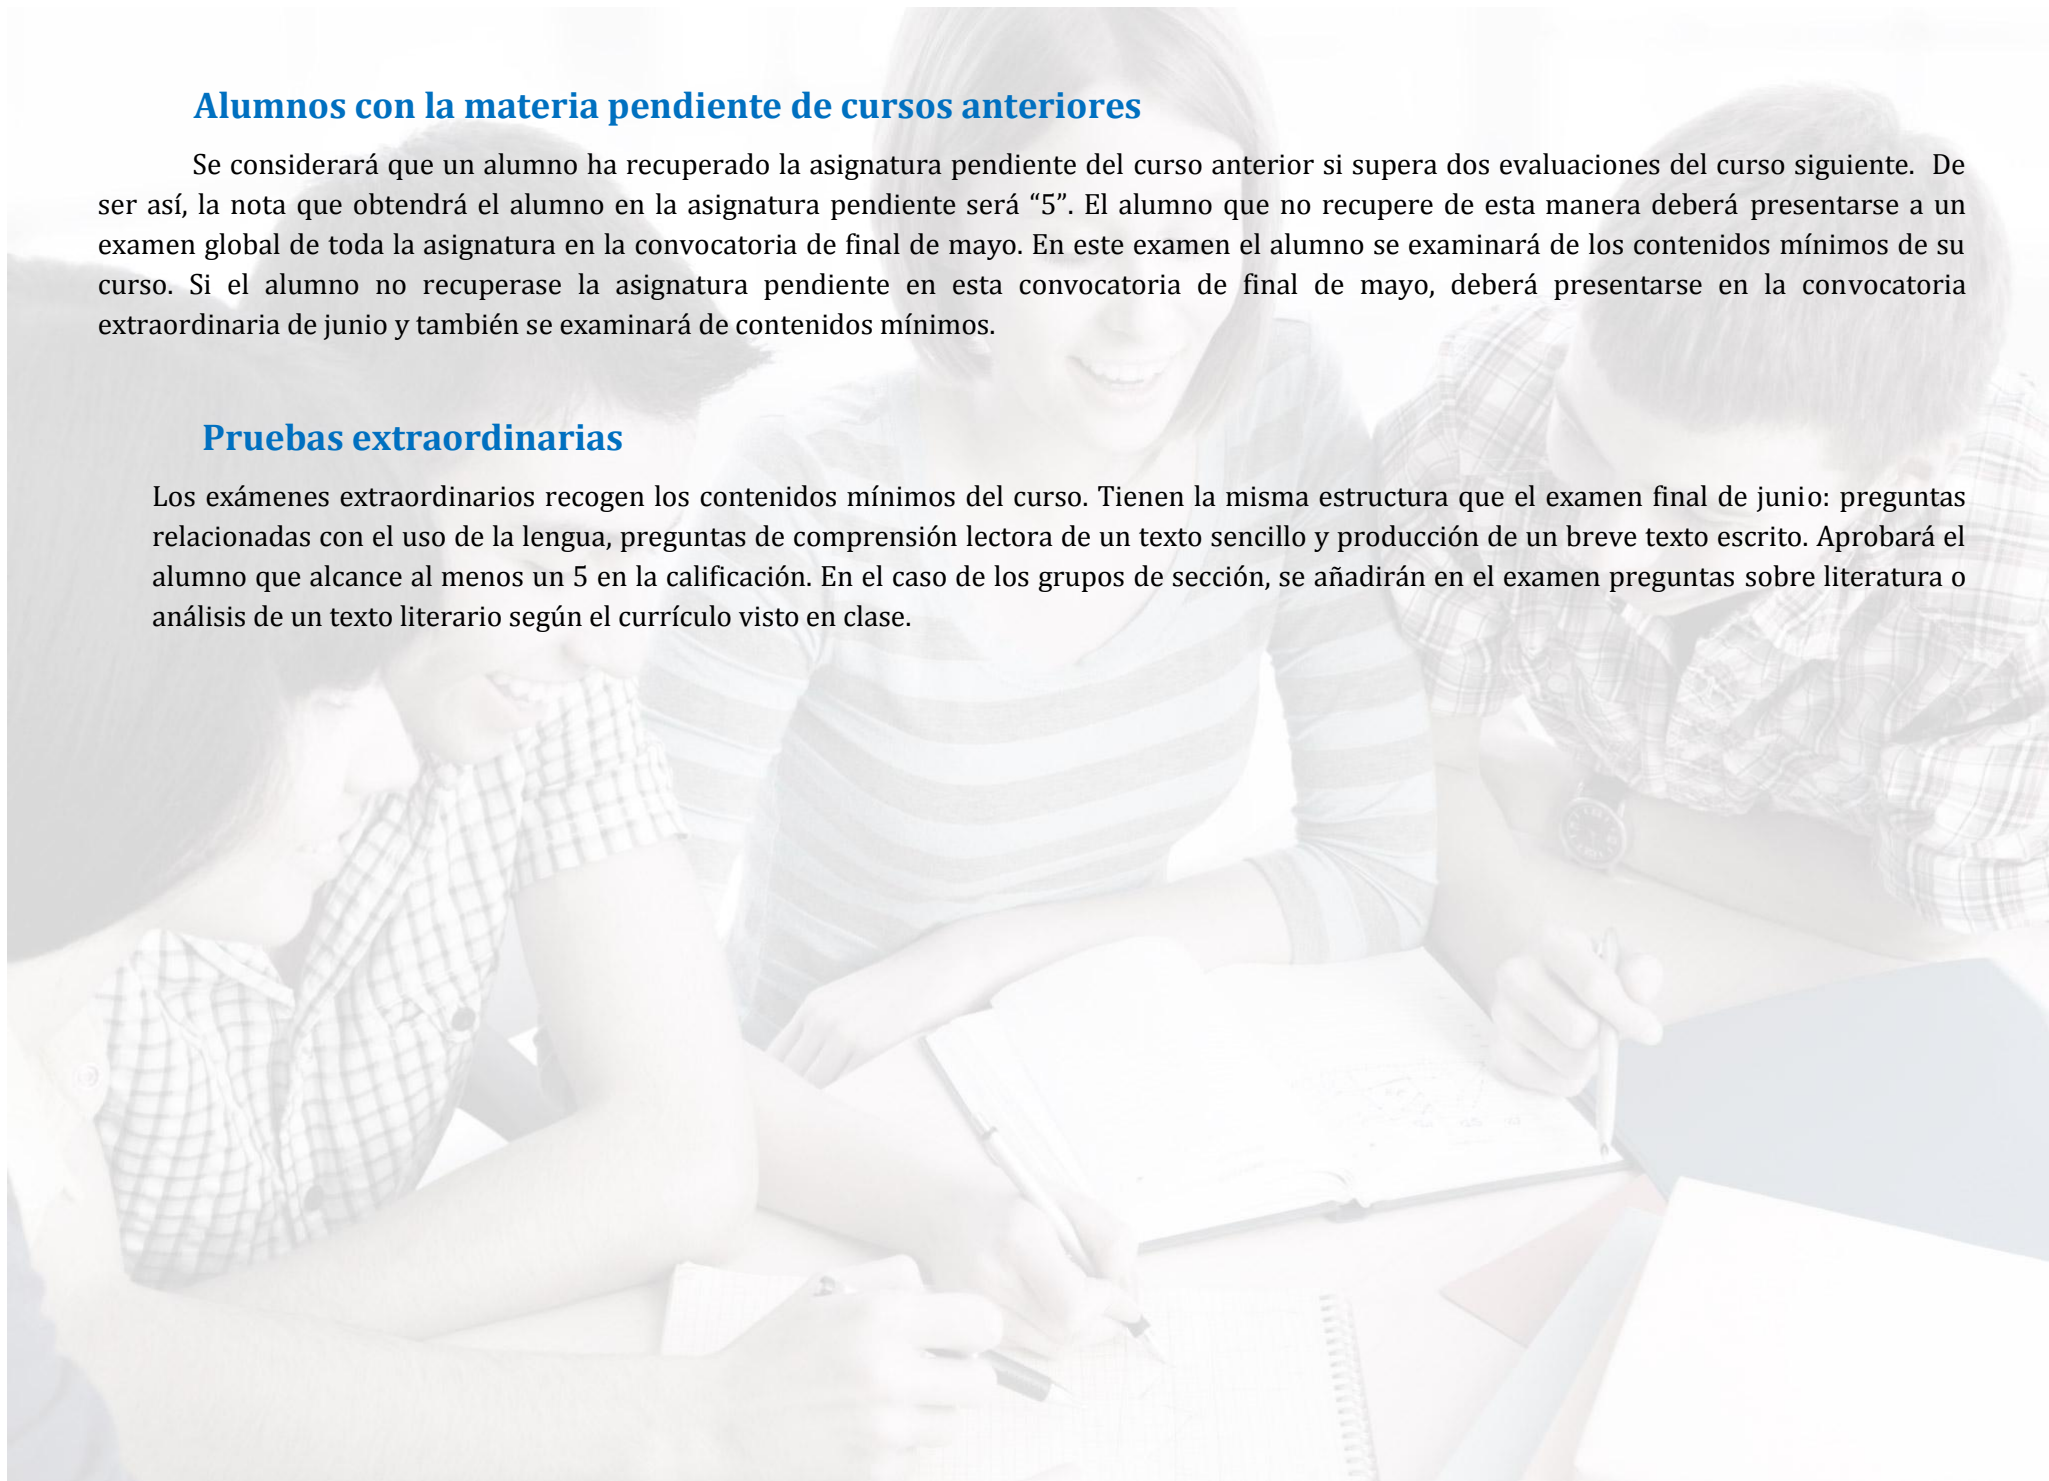 Alumnos con la materia pendiente de cursos anteriores
Se considerará que un alumno ha recuperado la asignatura pendiente del curso anterior si supera dos evaluaciones del curso siguiente. De
ser así, la nota que obtendrá el alumno en la asignatura pendiente será “5”. El alumno que no recupere de esta manera deberá presentarse a un
examen global de toda la asignatura en la convocatoria de final de mayo. En este examen el alumno se examinará de los contenidos mínimos de su
curso. Si el alumno no recuperase la asignatura pendiente en esta convocatoria de final de mayo, deberá presentarse en la convocatoria
extraordinaria de junio y también se examinará de contenidos mínimos.
Pruebas extraordinarias
Los exámenes extraordinarios recogen los contenidos mínimos del curso. Tienen la misma estructura que el examen final de junio: preguntas
relacionadas con el uso de la lengua, preguntas de comprensión lectora de un texto sencillo y producción de un breve texto escrito. Aprobará el
alumno que alcance al menos un 5 en la calificación. En el caso de los grupos de sección, se añadirán en el examen preguntas sobre literatura o
análisis de un texto literario según el currículo visto en clase.